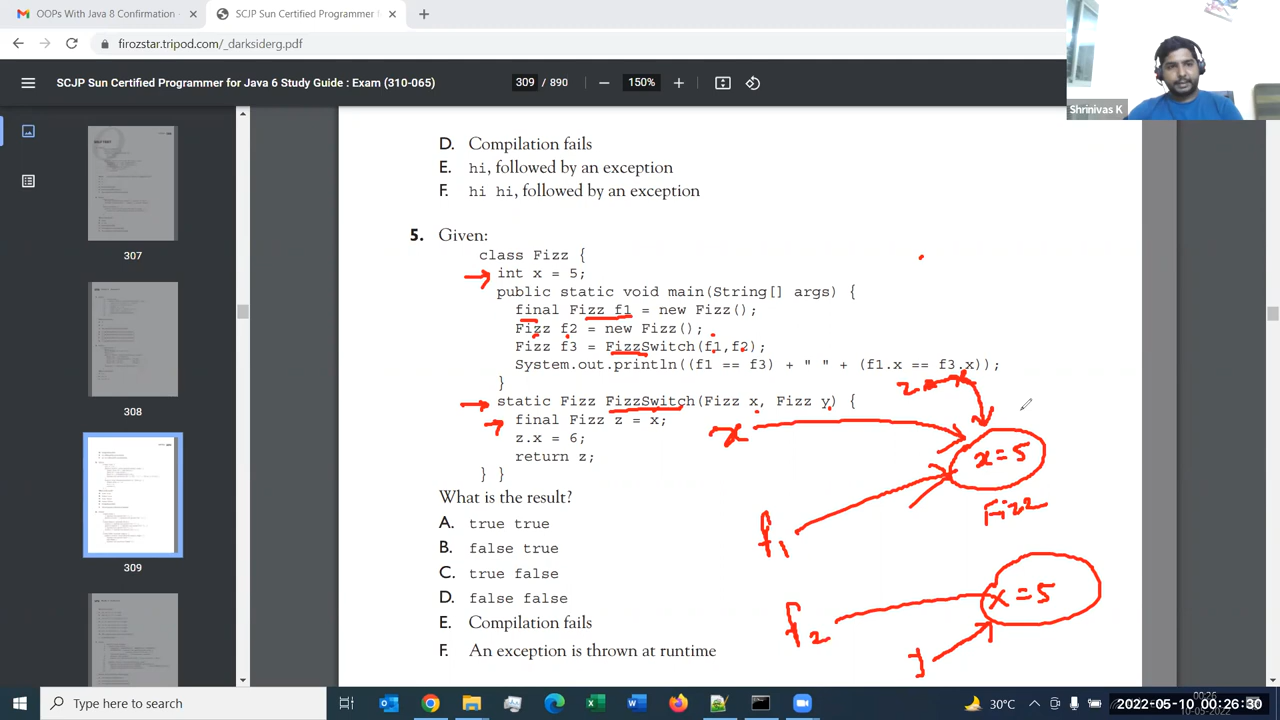 OOPs With Java 8 Confirmation
SCJP Sun Certified Programmer
firozstar.tripod.com/_darksiderg.pdf
SCJP Sun Certified Programmer for Java 6 Study Guide : Exam (310-065)
309 / 890
150%
Shrinivas K
307
308
309
D. Compilation fails
E. hi, followed by an exception
F. hi hi, followed by an exception
5. Given:
class Fizz {
int x = 5;
public static void main(String[] args) {
final Fizz f1 = new Fizz();
Fizz f2 = new Fizz();
Fizz f3 = FizzSwitch(f1,f2);
System.out.println((f1 == f3) + " " + (f1.x == f3.x));
}
static Fizz FizzSwitch(Fizz x, Fizz y) {
final Fizz z = x;
z.x = 6;
return z;
} }
What is the result?
A. true true
B. false true
C. true false
D. false false
E. Compilation fails
F. An exception is thrown at runtime
z
x
x=5
Fizz
f1
x=5
f2
y
Type here to search
30°C
00:26
10-05-2022
2022-05-10 00:26:30